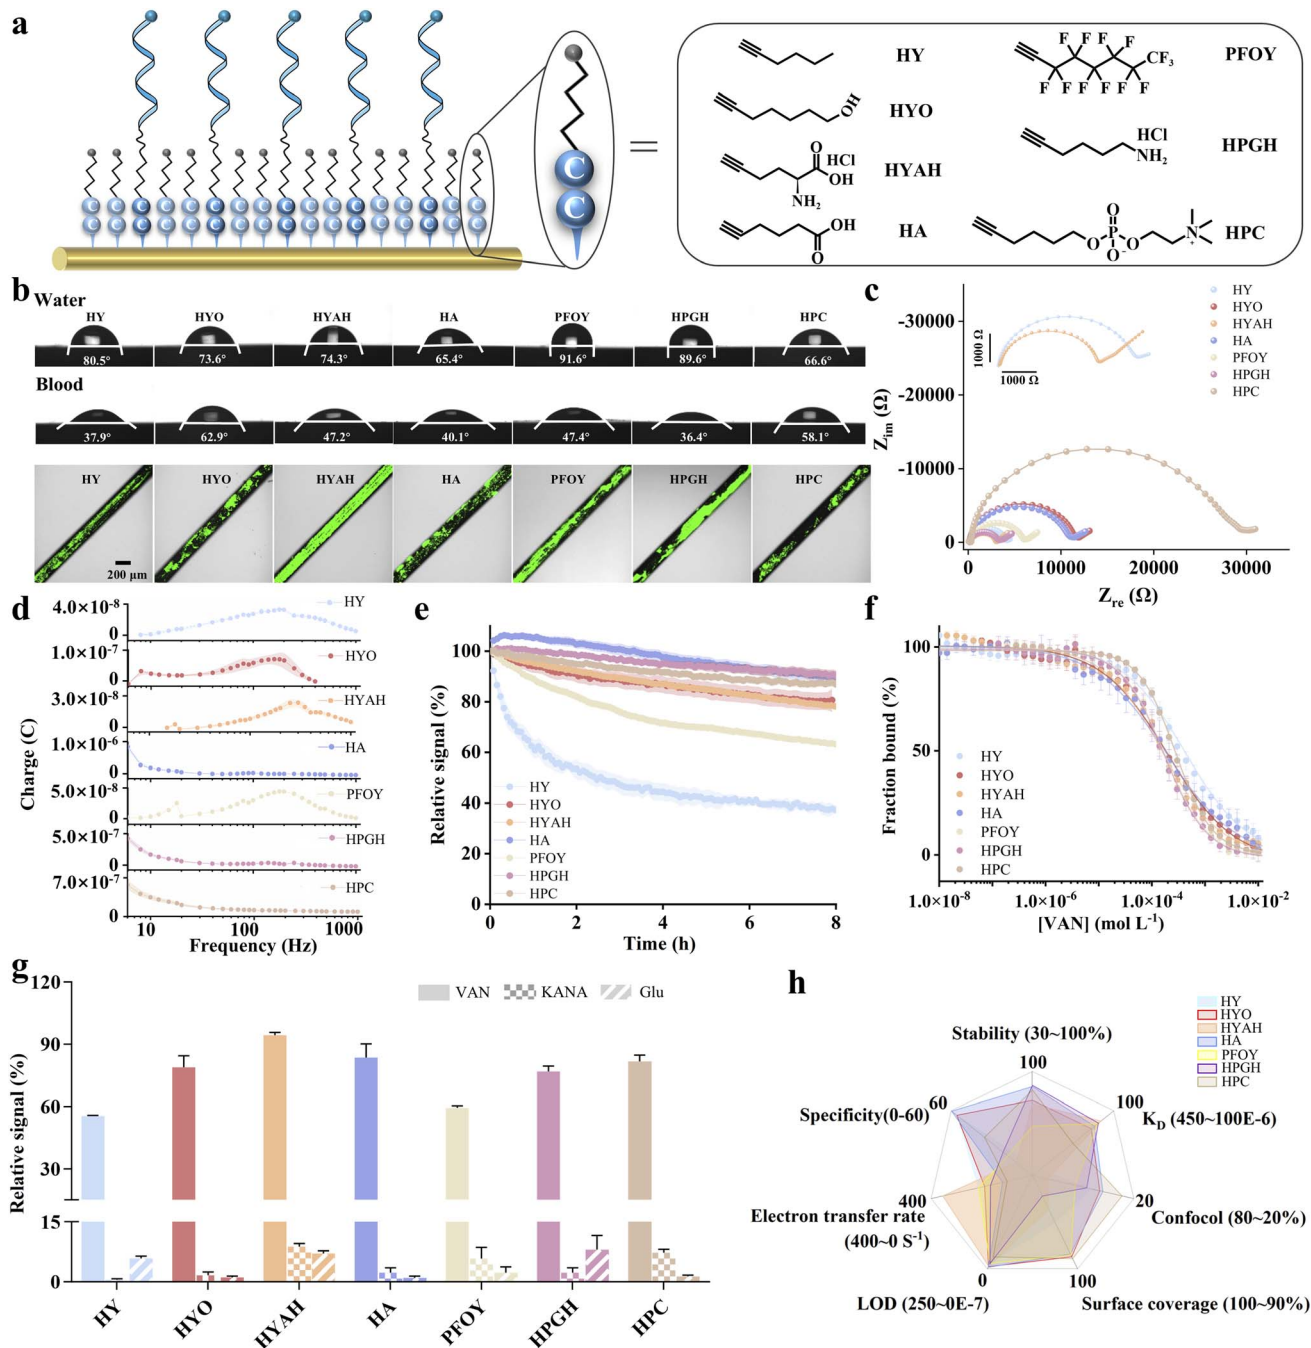 a
C C C C C C C C C C C C C C C C C
C C C C C C C C C C C C C C C C C
C
C
=
HY
F F F F
CF₃
F F F F F F
PFOY
OH
HYO
O
HCl
OH
NH₂
HYAH
HCl
NH₂
HPGH
OH
O
HA
O
O P O
O⁻
N
+
HPC
b
Water
HY HYO HYAH HA PFOY HPGH HPC
80.5° 73.6° 74.3° 65.4° 91.6° 89.6° 66.6°
Blood
37.9° 62.9° 47.2° 40.1° 47.4° 36.4° 58.1°
HY HYO HYAH HA PFOY HPGH HPC
200 μm
c
-30000
-20000
-10000
0
Zim (Ω)
1000 Ω
1000 Ω
HY
HYO
HYAH
HA
PFOY
HPGH
HPC
0 10000 20000 30000
Zre (Ω)
d
4.0×10⁻⁸
0
HY
1.0×10⁻⁷
0
HYO
3.0×10⁻⁸
0
HYAH
1.0×10⁻⁶
0
HA
5.0×10⁻⁸
0
PFOY
5.0×10⁻⁷
0
HPGH
7.0×10⁻⁷
0
HPC
Charge (C)
10 100 1000
Frequency (Hz)
e
100
80
60
40
20
0
Relative signal (%)
HY
HYO
HYAH
HA
PFOY
HPGH
HPC
0 2 4 6 8
Time (h)
f
100
50
0
Fraction bound (%)
HY
HYO
HYAH
HA
PFOY
HPGH
HPC
1.0×10⁻⁸ 1.0×10⁻⁶ 1.0×10⁻⁴ 1.0×10⁻²
[VAN] (mol L⁻¹)
g
120
90
60
30
15
0
Relative signal (%)
VAN KANA Glu
HY HYO HYAH HA PFOY HPGH HPC
h
HY
HYO
HYAH
HA
PFOY
HPGH
HPC
Stability (30~100%)
100
Specificity(0-60)
60
100
K_D (450~100E-6)
400
Electron transfer rate
(400~0 S⁻¹)
20
Confocol (80~20%)
0
LOD (250~0E-7)
100
Surface coverage (100~90%)